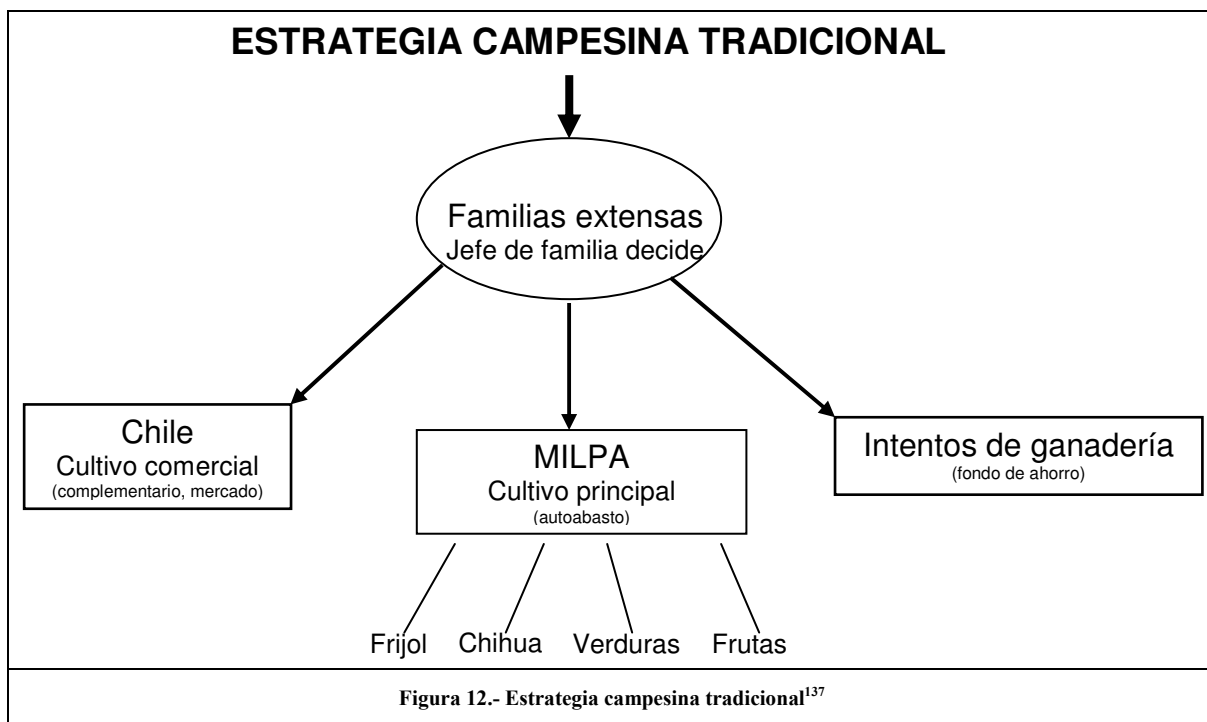 ESTRATEGIA CAMPESINA TRADICIONAL
Familias extensas
Jefe de familia decide
Chile
Cultivo comercial
(complementario, mercado)
MILPA
Cultivo principal
(autoabasto)
Intentos de ganadería
(fondo de ahorro)
Frijol Chihua Verduras Frutas
Figura 12.- Estrategia campesina tradicional137